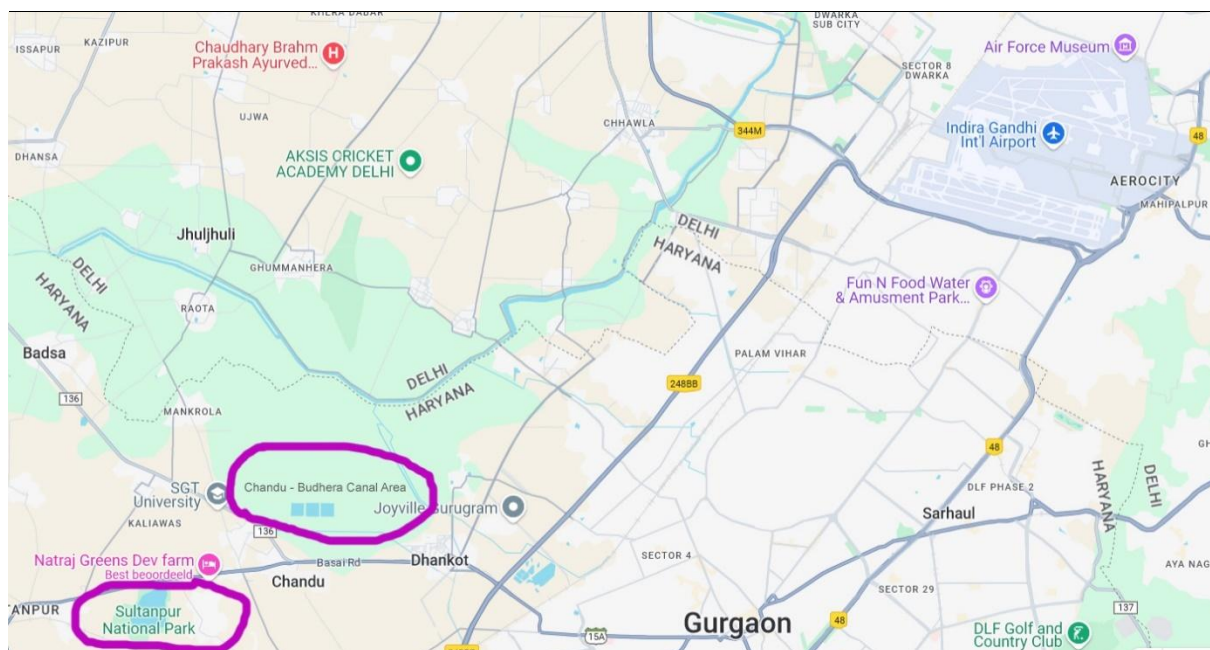 KHERA DABAR
DWARKA
SUB CITY
ISSAPUR
KAZIPUR
Chaudhary Brahm
Prakash Ayurved...
H
Air Force Museum
SECTOR 8
DWARKA
UJWA
CHHAWLA
344M
Indira Gandhi
Int'l Airport
48
DHANSA
AKSIS CRICKET
ACADEMY DELHI
AEROCITY
MAHIPALPUR
Jhuljhuli
DELHI
HARYANA
DELHI
HARYANA
GHUMMANHERA
Fun N Food Water
& Amusment Park...
RAOTA
Badsa
PALAM VIHAR
DELHI
HARYANA
248BB
136
MANKROLA
48
GH
HARYANA
DELHI
SGT
University
Chandu - Budhera Canal Area
Joyville Gurugram
DLF PHASE 2
Sarhaul
KALIAWAS
136
Natraj Greens Dev farm
Best beoordeeld
Basai Rd
Dhankot
SECTOR 4
Chandu
AYA NAG
SECTOR 29
TANPUR
Sultanpur
National Park
Gurgaon
15A
48
137
DLF Golf and
Country Club